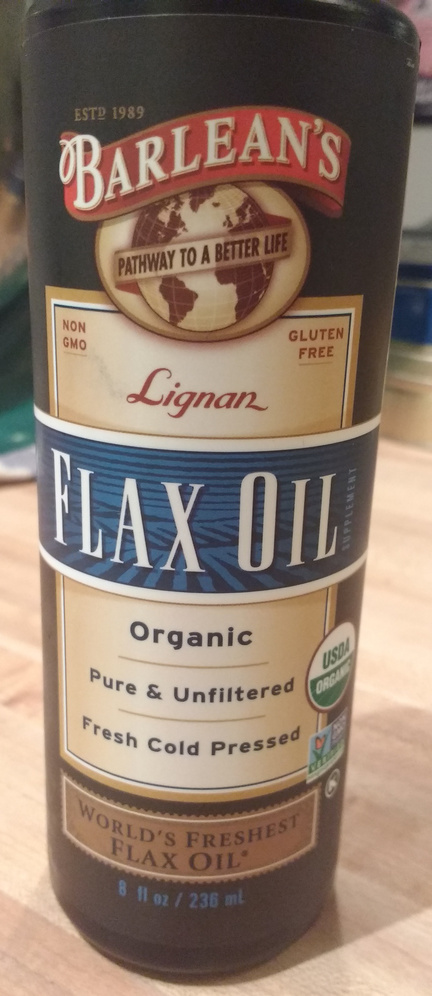 ESTD 1989
BARLEAN'S
PATHWAY TO A BETTER LIFE
NON
GMO
GLUTEN
FREE
Lignan
FLAX OIL
SUPPLEMENT
Organic
Pure & Unfiltered
Fresh Cold Pressed
USDA
ORGANIC
VERIFIED
WORLD'S FRESHEST
FLAX OIL
8 fl oz / 236 mL